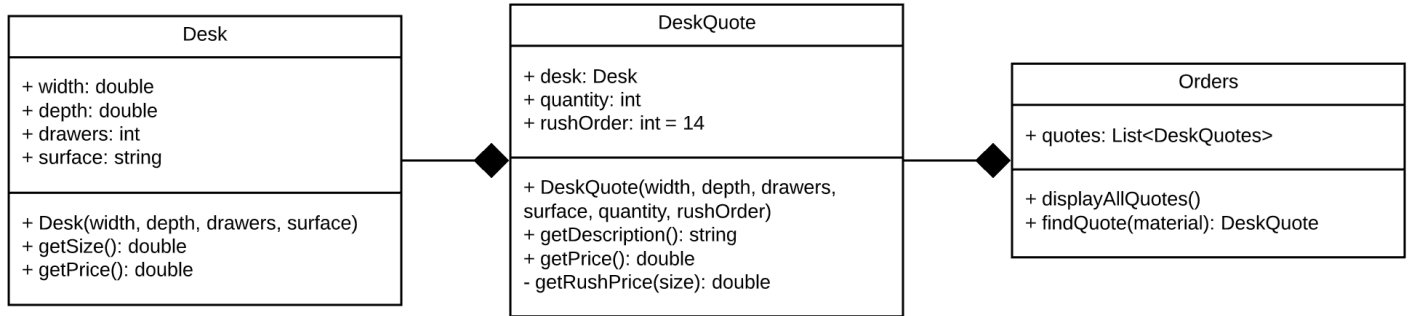 Desk
+ width: double
+ depth: double
+ drawers: int
+ surface: string
+ Desk(width, depth, drawers, surface)
+ getSize(): double
+ getPrice(): double
DeskQuote
+ desk: Desk
+ quantity: int
+ rushOrder: int = 14
+ DeskQuote(width, depth, drawers,
surface, quantity, rushOrder)
+ getDescription(): string
+ getPrice(): double
- getRushPrice(size): double
Orders
+ quotes: List<DeskQuotes>
+ displayAllQuotes()
+ findQuote(material): DeskQuote